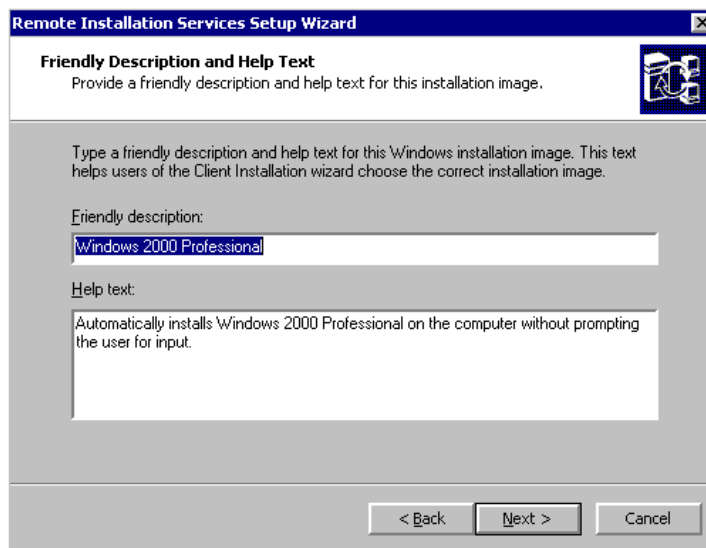 Remote Installation Services Setup Wizard
Friendly Description and Help Text
Provide a friendly description and help text for this installation image.
Type a friendly description and help text for this Windows installation image. This text
helps users of the Client Installation wizard choose the correct installation image.
Friendly description:
Windows 2000 Professional
Help text:
Automatically installs Windows 2000 Professional on the computer without prompting
the user for input.
< Back Next > Cancel